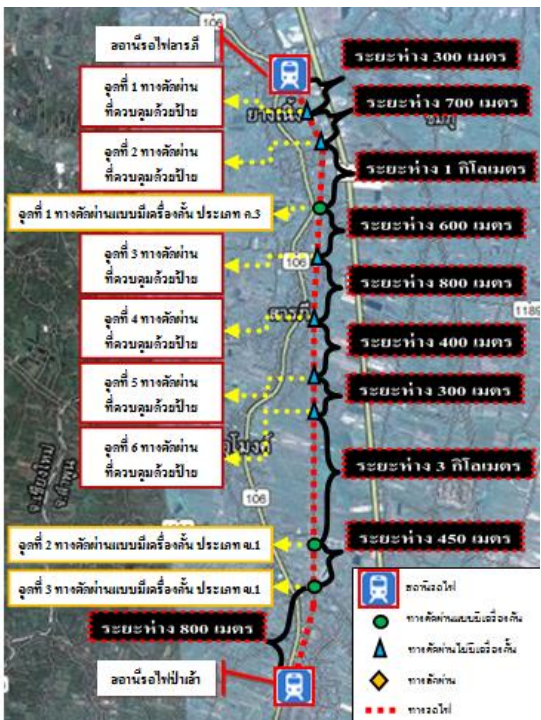 106
สถานีรถไฟสารภี
ระยะห่าง 300 เมตร
จุดที่ 1 ทางตัดผ่าน
ที่ควบคุมด้วยป้าย
ยางเนิ้ง
ระยะห่าง 700 เมตร
ชมภู
จุดที่ 2 ทางตัดผ่าน
ที่ควบคุมด้วยป้าย
ระยะห่าง 1 กิโลเมตร
จุดที่ 1 ทางตัดผ่านแบบมีเครื่องกั้น ประเภท ค.3
ระยะห่าง 600 เมตร
จุดที่ 3 ทางตัดผ่าน
ที่ควบคุมด้วยป้าย
106
ระยะห่าง 800 เมตร
สารภี
1189
จุดที่ 4 ทางตัดผ่าน
ที่ควบคุมด้วยป้าย
ระยะห่าง 400 เมตร
จุดที่ 5 ทางตัดผ่าน
ที่ควบคุมด้วยป้าย
ระยะห่าง 300 เมตร
จุดที่ 6 ทางตัดผ่าน
ที่ควบคุมด้วยป้าย
อุโมงค์
ระยะห่าง 3 กิโลเมตร
106
จุดที่ 2 ทางตัดผ่านแบบมีเครื่องกั้น ประเภท ข.1
ระยะห่าง 450 เมตร
จุดที่ 3 ทางตัดผ่านแบบมีเครื่องกั้น ประเภท ข.1
ระยะห่าง 800 เมตร
สถานีรถไฟป่าเส้า
สถานีรถไฟ
ทางตัดผ่านแบบมีเครื่องกั้น
ทางตัดผ่านไม่มีเครื่องกั้น
ทางตัดผ่าน
ทางรถไฟ